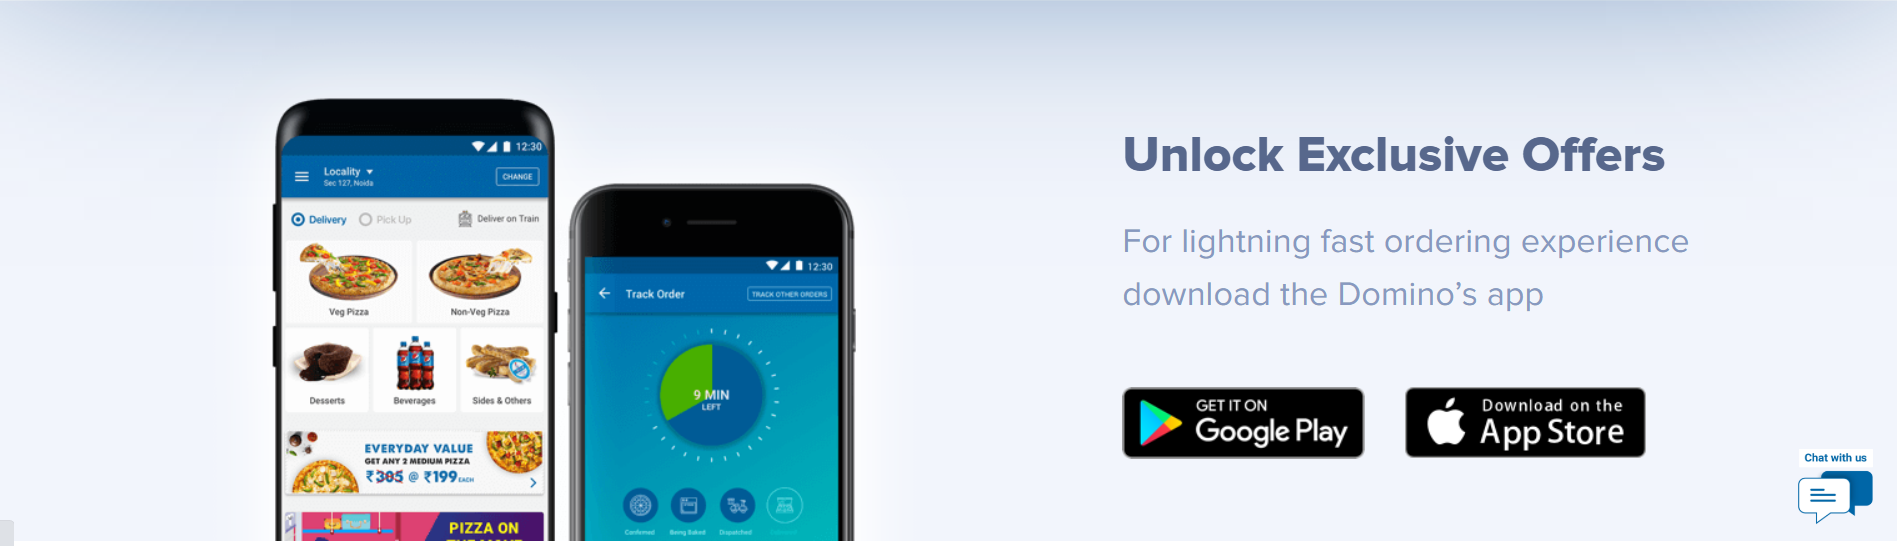 12:30
Locality
Sec 127, Noida
CHANGE
Delivery
Pick Up
Deliver on Train
Veg Pizza
Non-Veg Pizza
Desserts
Beverages
Sides & Others
EVERYDAY VALUE
GET ANY 2 MEDIUM PIZZA
₹305 @ ₹199 EACH
PIZZA ON
12:30
Track Order
TRACK OTHER ORDERS
9 MIN
LEFT
Confirmed
Being Baked
Dispatched
Unlock Exclusive Offers
For lightning fast ordering experience
download the Domino’s app
GET IT ON
Google Play
Download on the
App Store
Chat with us